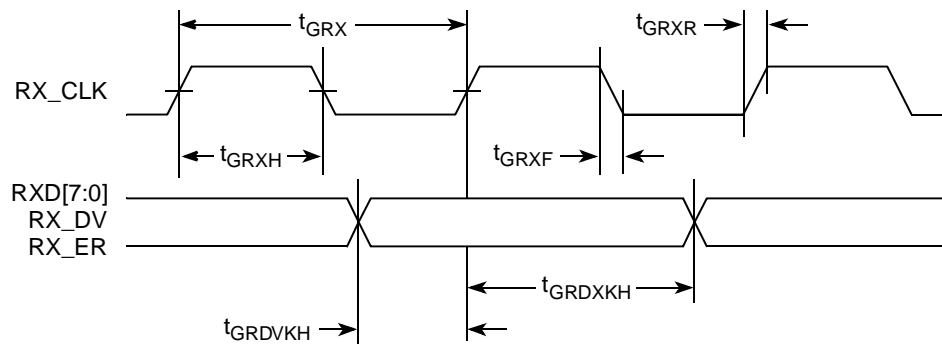 tGRX
tGRXR
RX_CLK
tGRXH
tGRXF
RXD[7:0]
RX_DV
RX_ER
tGRDXKH
tGRDVKH